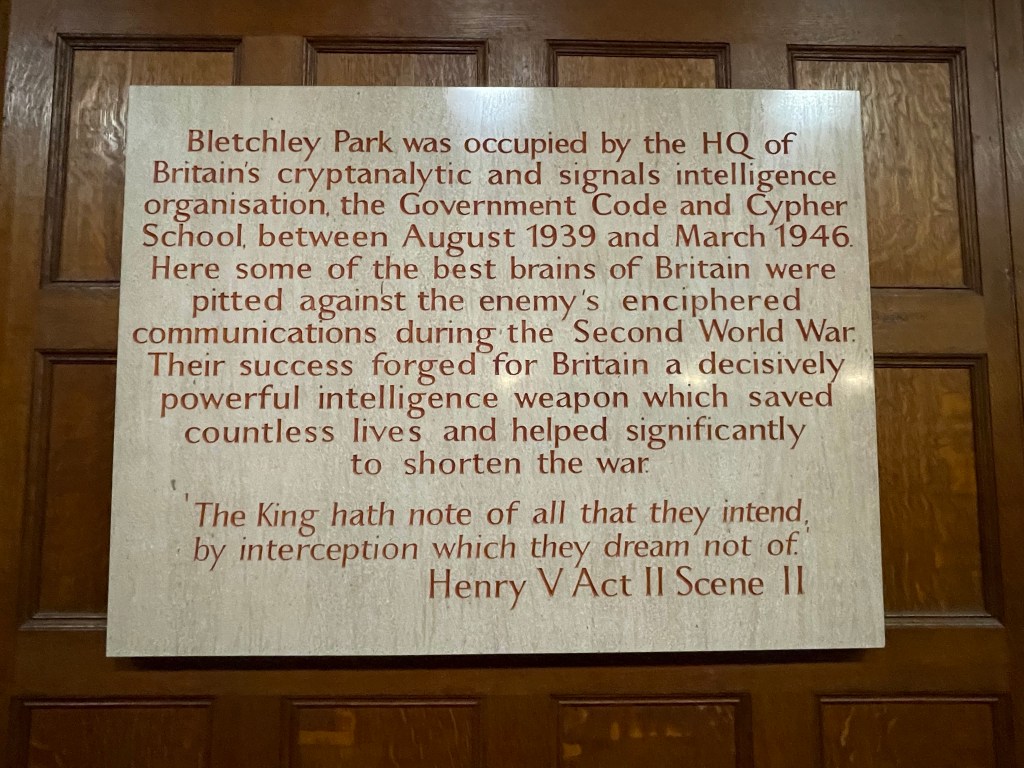 Bletchley Park was occupied by the HQ of
Britain's cryptanalytic and signals intelligence
organisation, the Government Code and Cypher
School, between August 1939 and March 1946.
Here some of the best brains of Britain were
pitted against the enemy's enciphered
communications during the Second World War.
Their success forged for Britain a decisively
powerful intelligence weapon which saved
countless lives and helped significantly
to shorten the war.
'The King hath note of all that they intend,
by interception which they dream not of.'
Henry V Act II Scene II